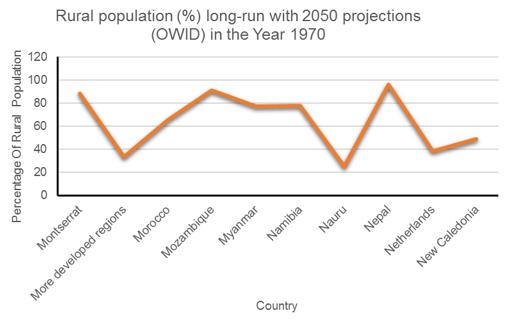 Rural population (%) long-run with 2050 projections
(OWID) in the Year 1970
Percentage Of Rural Population
120
100
80
60
40
20
0
Montserrat
More developed regions
Morocco
Mozambique
Myanmar
Namibia
Nauru
Nepal
Netherlands
New Caledonia
Country